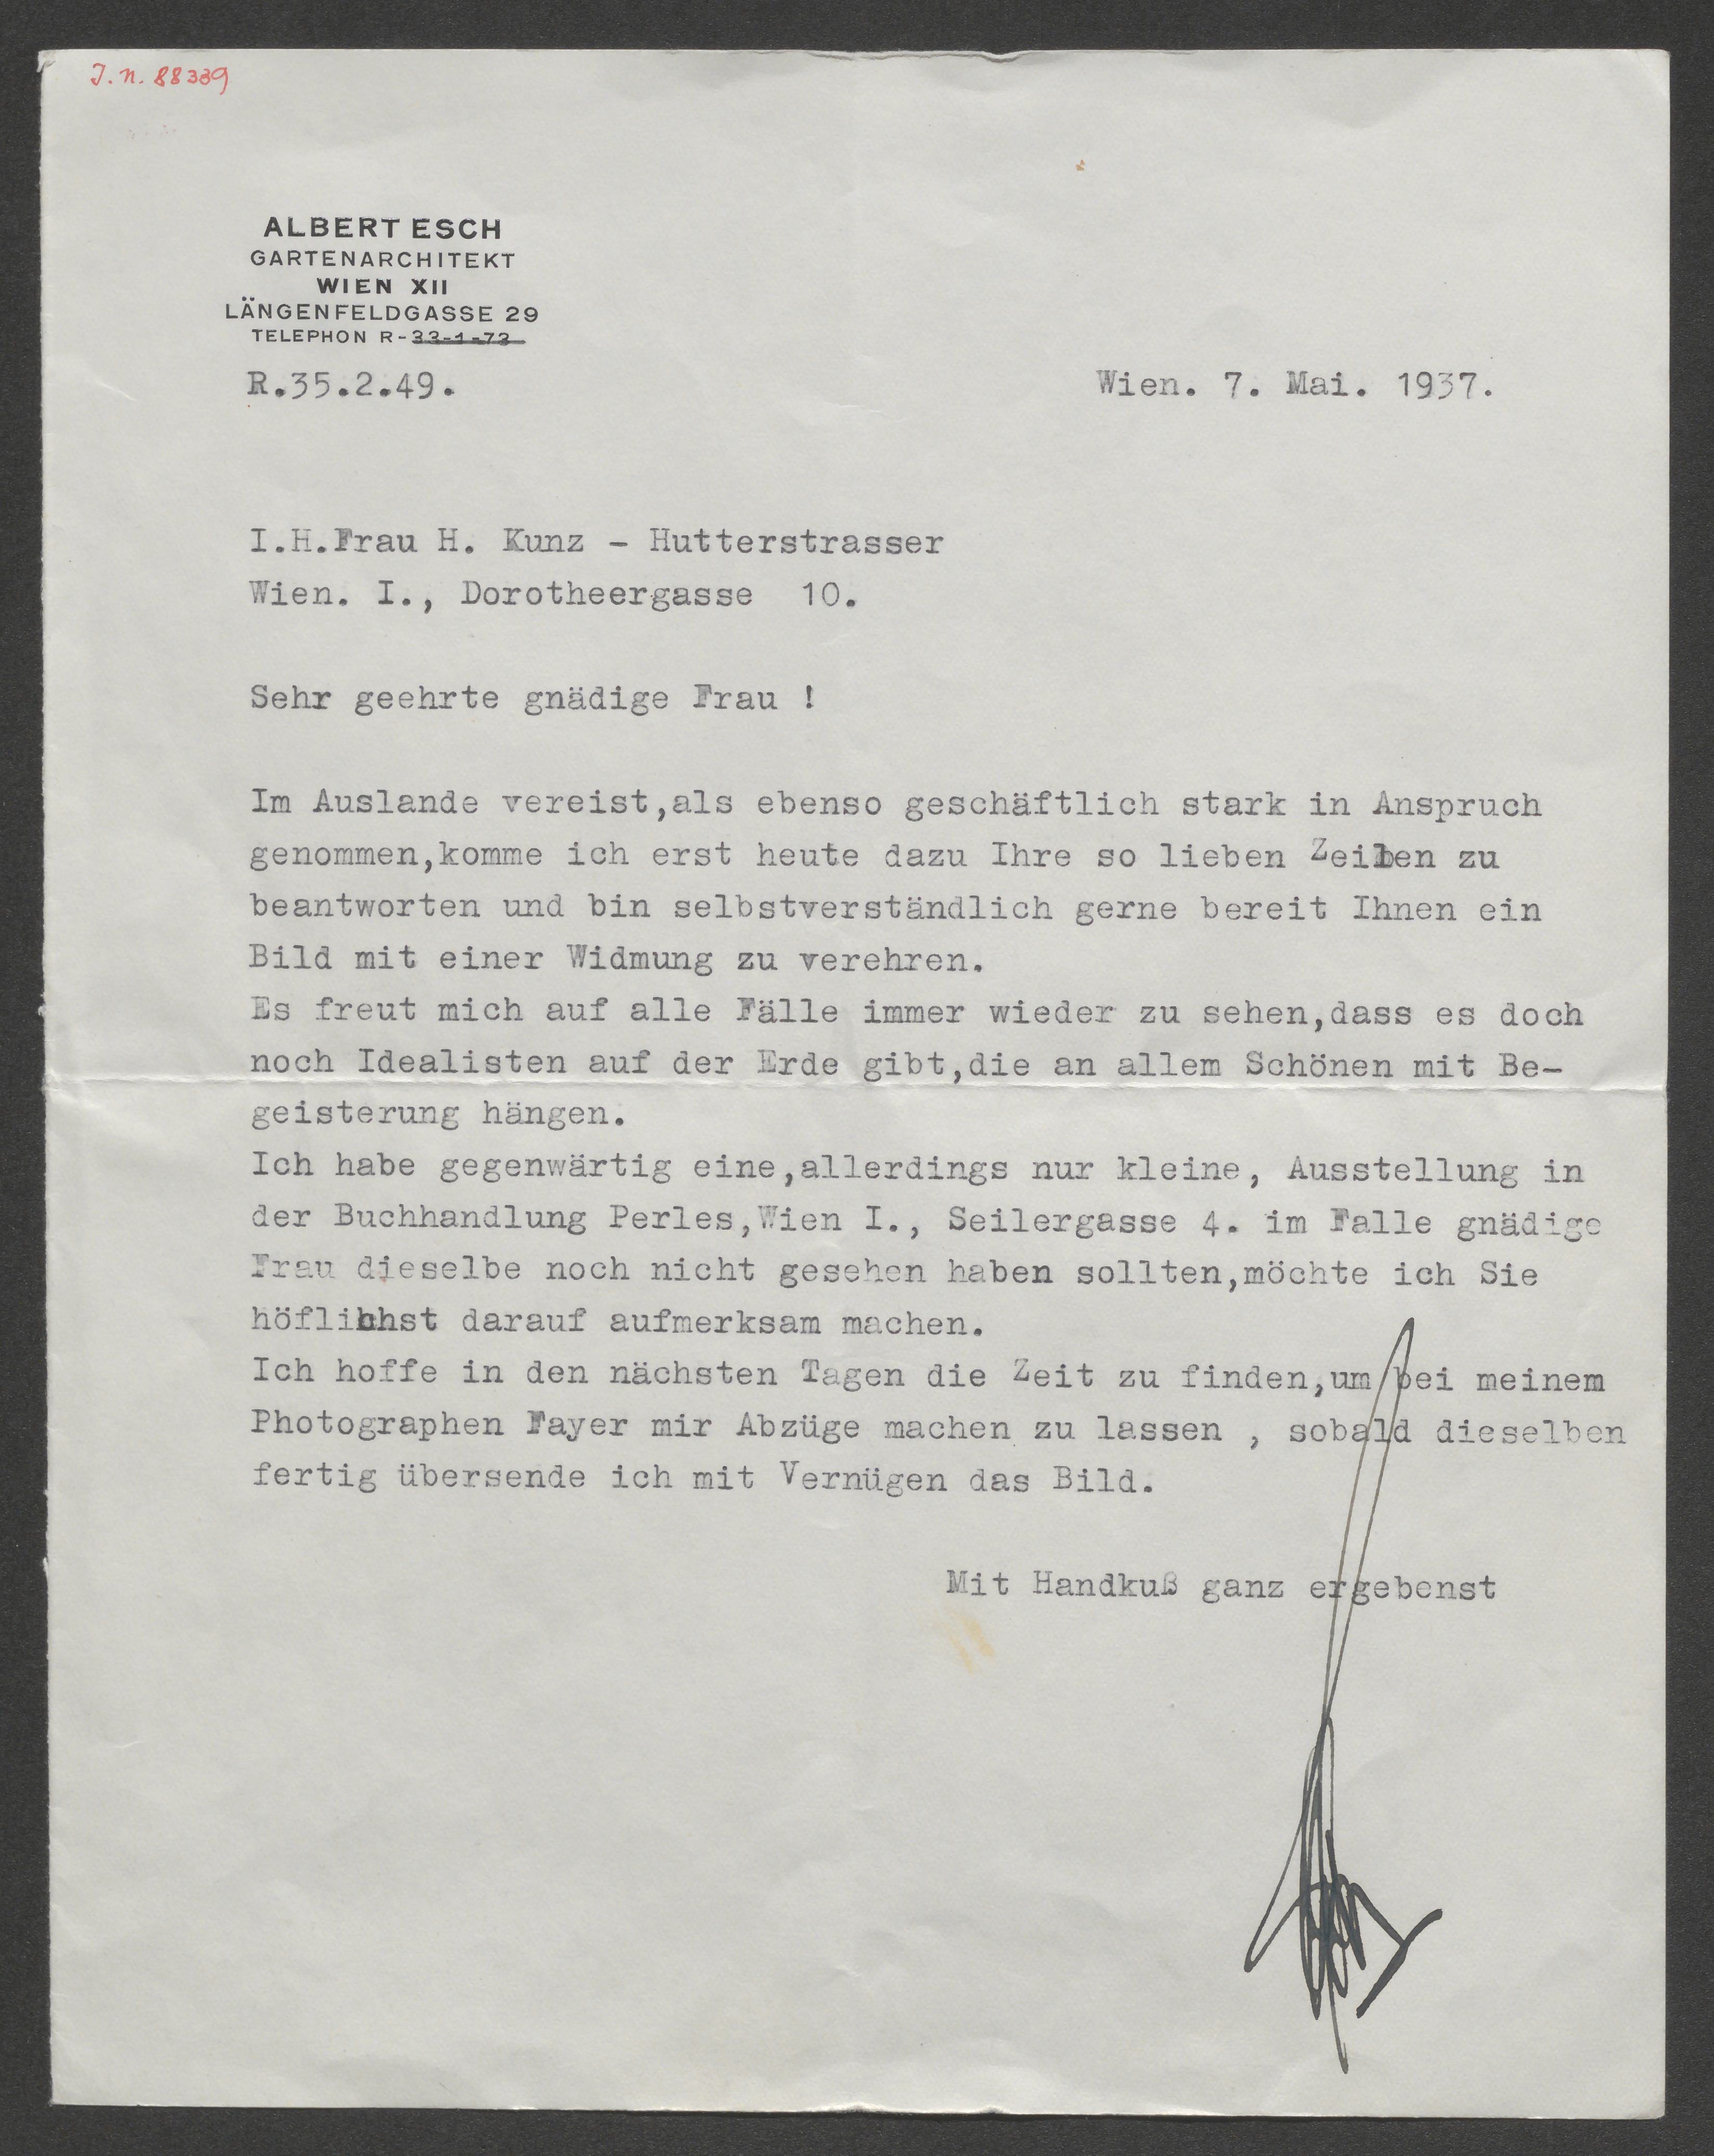 J.N. 88339
ALBERT ESCH
GARTENARCHITEKT
WIEN XII
LÄNGENFELDGASSE 29
TELEPHON R-33-1-73
R.35.2.49.
Wien. 7. Mai. 1937.
I.H.Frau H. Kunz - Hutterstrasser
Wien. I., Dorotheergasse 10.
Sehr geehrte gnädige Frau !
Im Auslande vereist,als ebenso geschäftlich stark in Anspruch
genommen,komme ich erst heute dazu Ihre so lieben Zeilen zu
beantworten und bin selbstverständlich gerne bereit Ihnen ein
Bild mit einer Widmung zu verehren.
Es freut mich auf alle Fälle immer wieder zu sehen,dass es doch
noch Idealisten auf der Erde gibt,die an allem Schönen mit Be-
geisterung hängen.
Ich habe gegenwärtig eine,allerdings nur kleine, Ausstellung in
der Buchhandlung Perles,Wien I., Seilergasse 4. im Falle gnädige
Frau dieselbe noch nicht gesehen haben sollten,möchte ich Sie
höflichst darauf aufmerksam machen.
Ich hoffe in den nächsten Tagen die Zeit zu finden,um bei meinem
Photographen Fayer mir Abzüge machen zu lassen , sobald dieselben
fertig übersende ich mit Vernügen das Bild.
Mit Handkuß ganz ergebenst